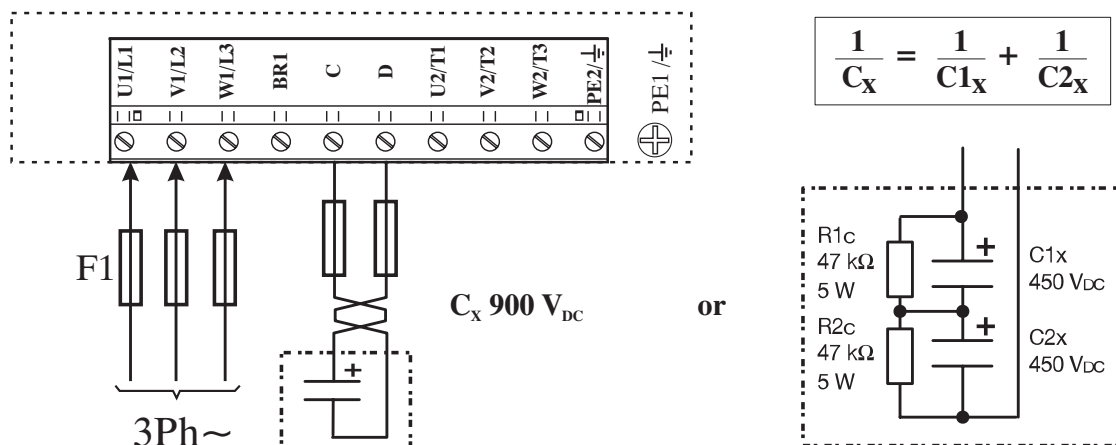 U1/L1
V1/L2
W1/L3
BR1
C
D
U2/T1
V2/T2
W2/T3
PE2/⏚
PE1 /⏚
1/Cx = 1/C1x + 1/C2x
F1
3Ph~
+
Cx 900 VDC
or
R1c
47 kΩ
5 W
+
C1x
450 VDC
R2c
47 kΩ
5 W
+
C2x
450 VDC